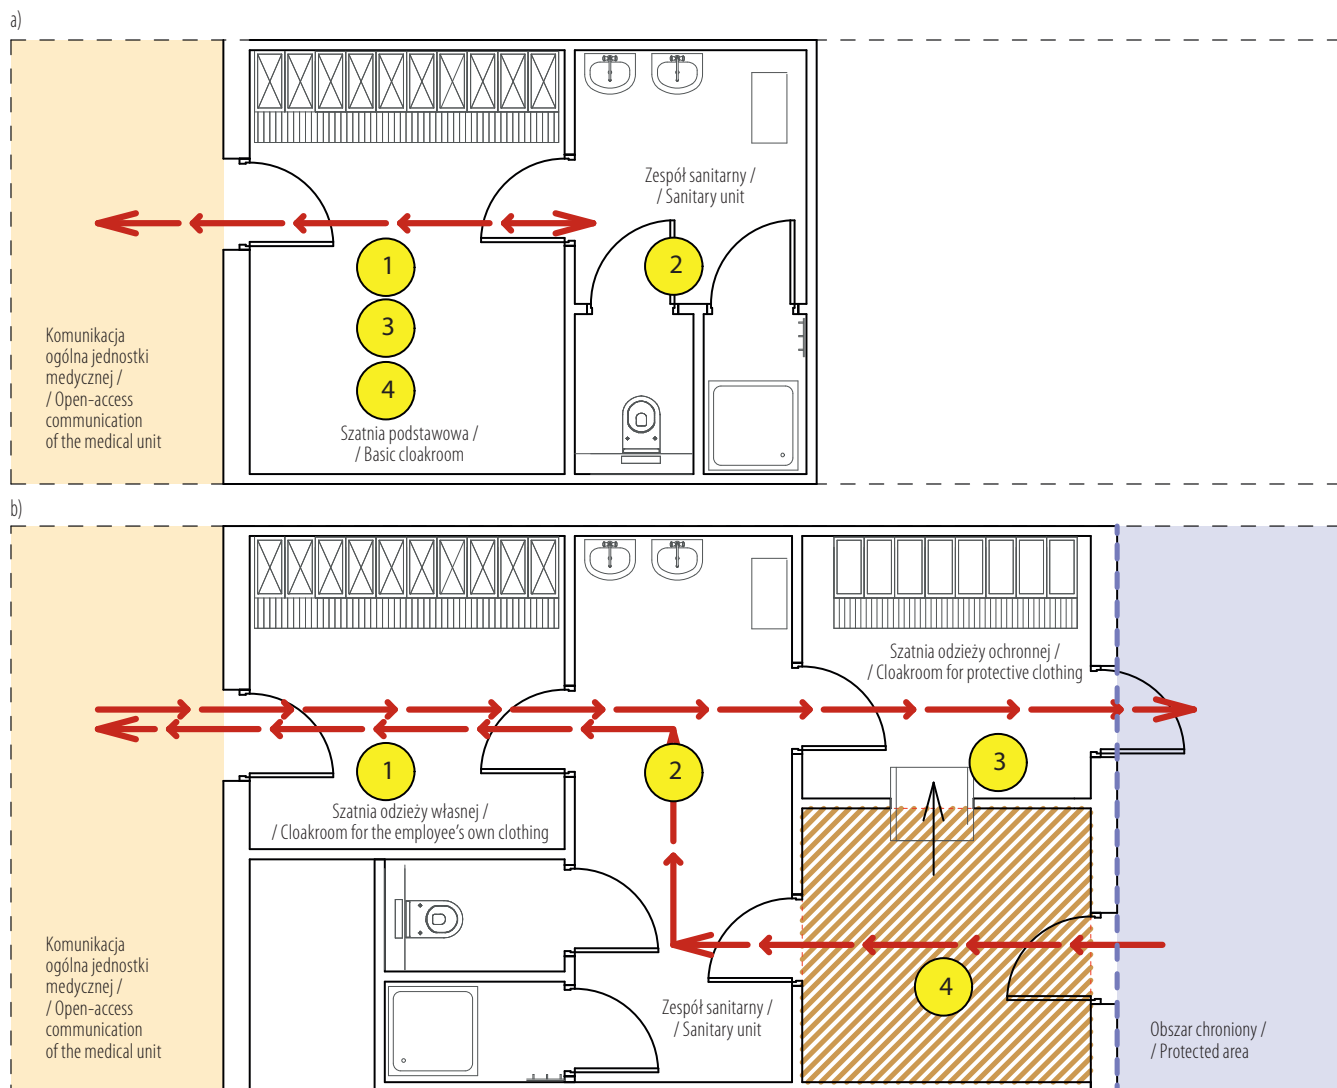 a)
Zespół sanitarny /
/ Sanitary unit
1
2
3
4
Komunikacja
ogólna jednostki
medycznej /
/ Open-access
communication
of the medical unit
Szatnia podstawowa /
/ Basic cloakroom
b)
Szatnia odzieży ochronnej /
/ Cloakroom for protective clothing
1
2
3
Szatnia odzieży własnej /
/ Cloakroom for the employee's own clothing
Komunikacja
ogólna jednostki
medycznej /
/ Open-access
communication
of the medical unit
4
Zespół sanitarny /
/ Sanitary unit
Obszar chroniony /
/ Protected area